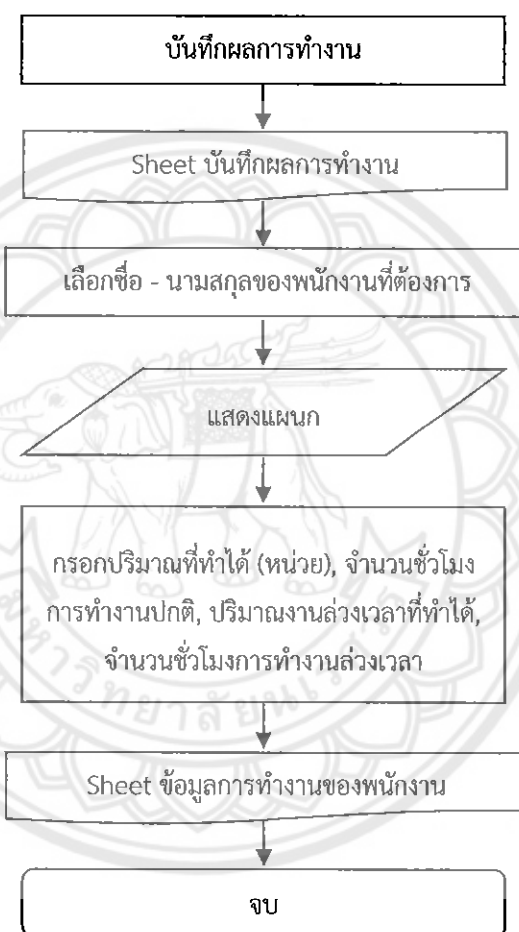 บันทึกผลการทำงาน
Sheet บันทึกผลการทำงาน
เลือกชื่อ - นามสกุลของพนักงานที่ต้องการ
แสดงแผนก
กรอกปริมาณที่ทำได้ (หน่วย), จำนวนชั่วโมง
การทำงานปกติ, ปริมาณงานล่วงเวลาที่ทำได้,
จำนวนชั่วโมงการทำงานล่วงเวลา
Sheet ข้อมูลการทำงานของพนักงาน
จบ